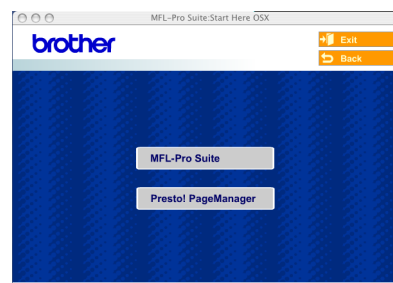 MFL-Pro Suite:Start Here OSX
brother
Exit
Back
MFL-Pro Suite
Presto! PageManager